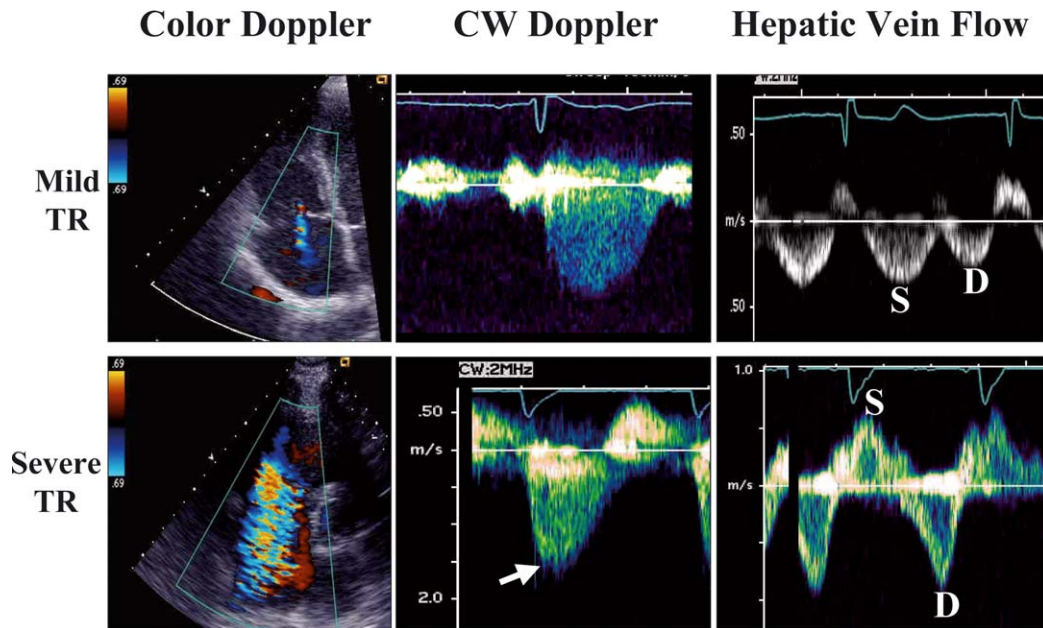 Color Doppler
CW Doppler
Hepatic Vein Flow
Mild
TR
.69
.69
.50
m/s
.50
S
D
Severe
TR
.69
.69
CW:2MHz
.50
m/s
2.0
1.0
m/s
S
D